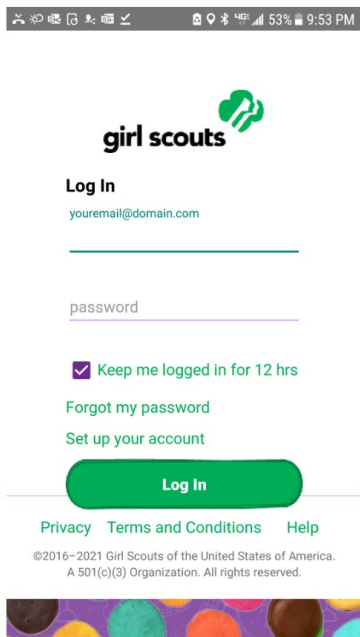 4G 53% 9:53 PM
girl scouts
Log In
youremail@domain.com
password
Keep me logged in for 12 hrs
Forgot my password
Set up your account
Log In
Privacy Terms and Conditions Help
©2016–2021 Girl Scouts of the United States of America.
A 501(c)(3) Organization. All rights reserved.